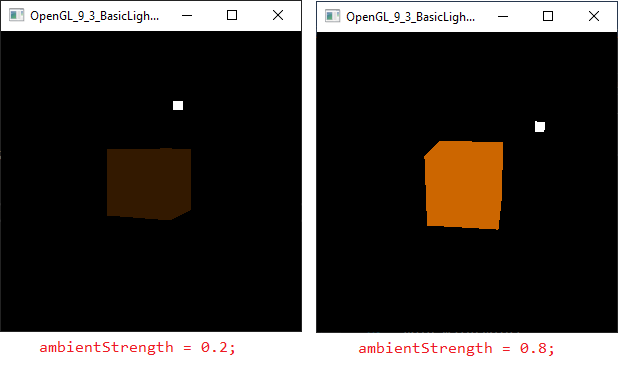 OpenGL_9_3_BasicLigh...
OpenGL_9_3_BasicLigh...
ambientStrength = 0.2;
ambientStrength = 0.8;